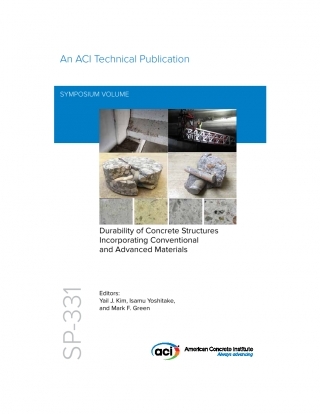 An ACI Technical Publication
SYMPOSIUM VOLUME
Durability of Concrete Structures
Incorporating Conventional
and Advanced Materials
Editors:
Yail J. Kim, Isamu Yoshitake,
and Mark F. Green
SP-331
aci
American Concrete Institute
Always advancing